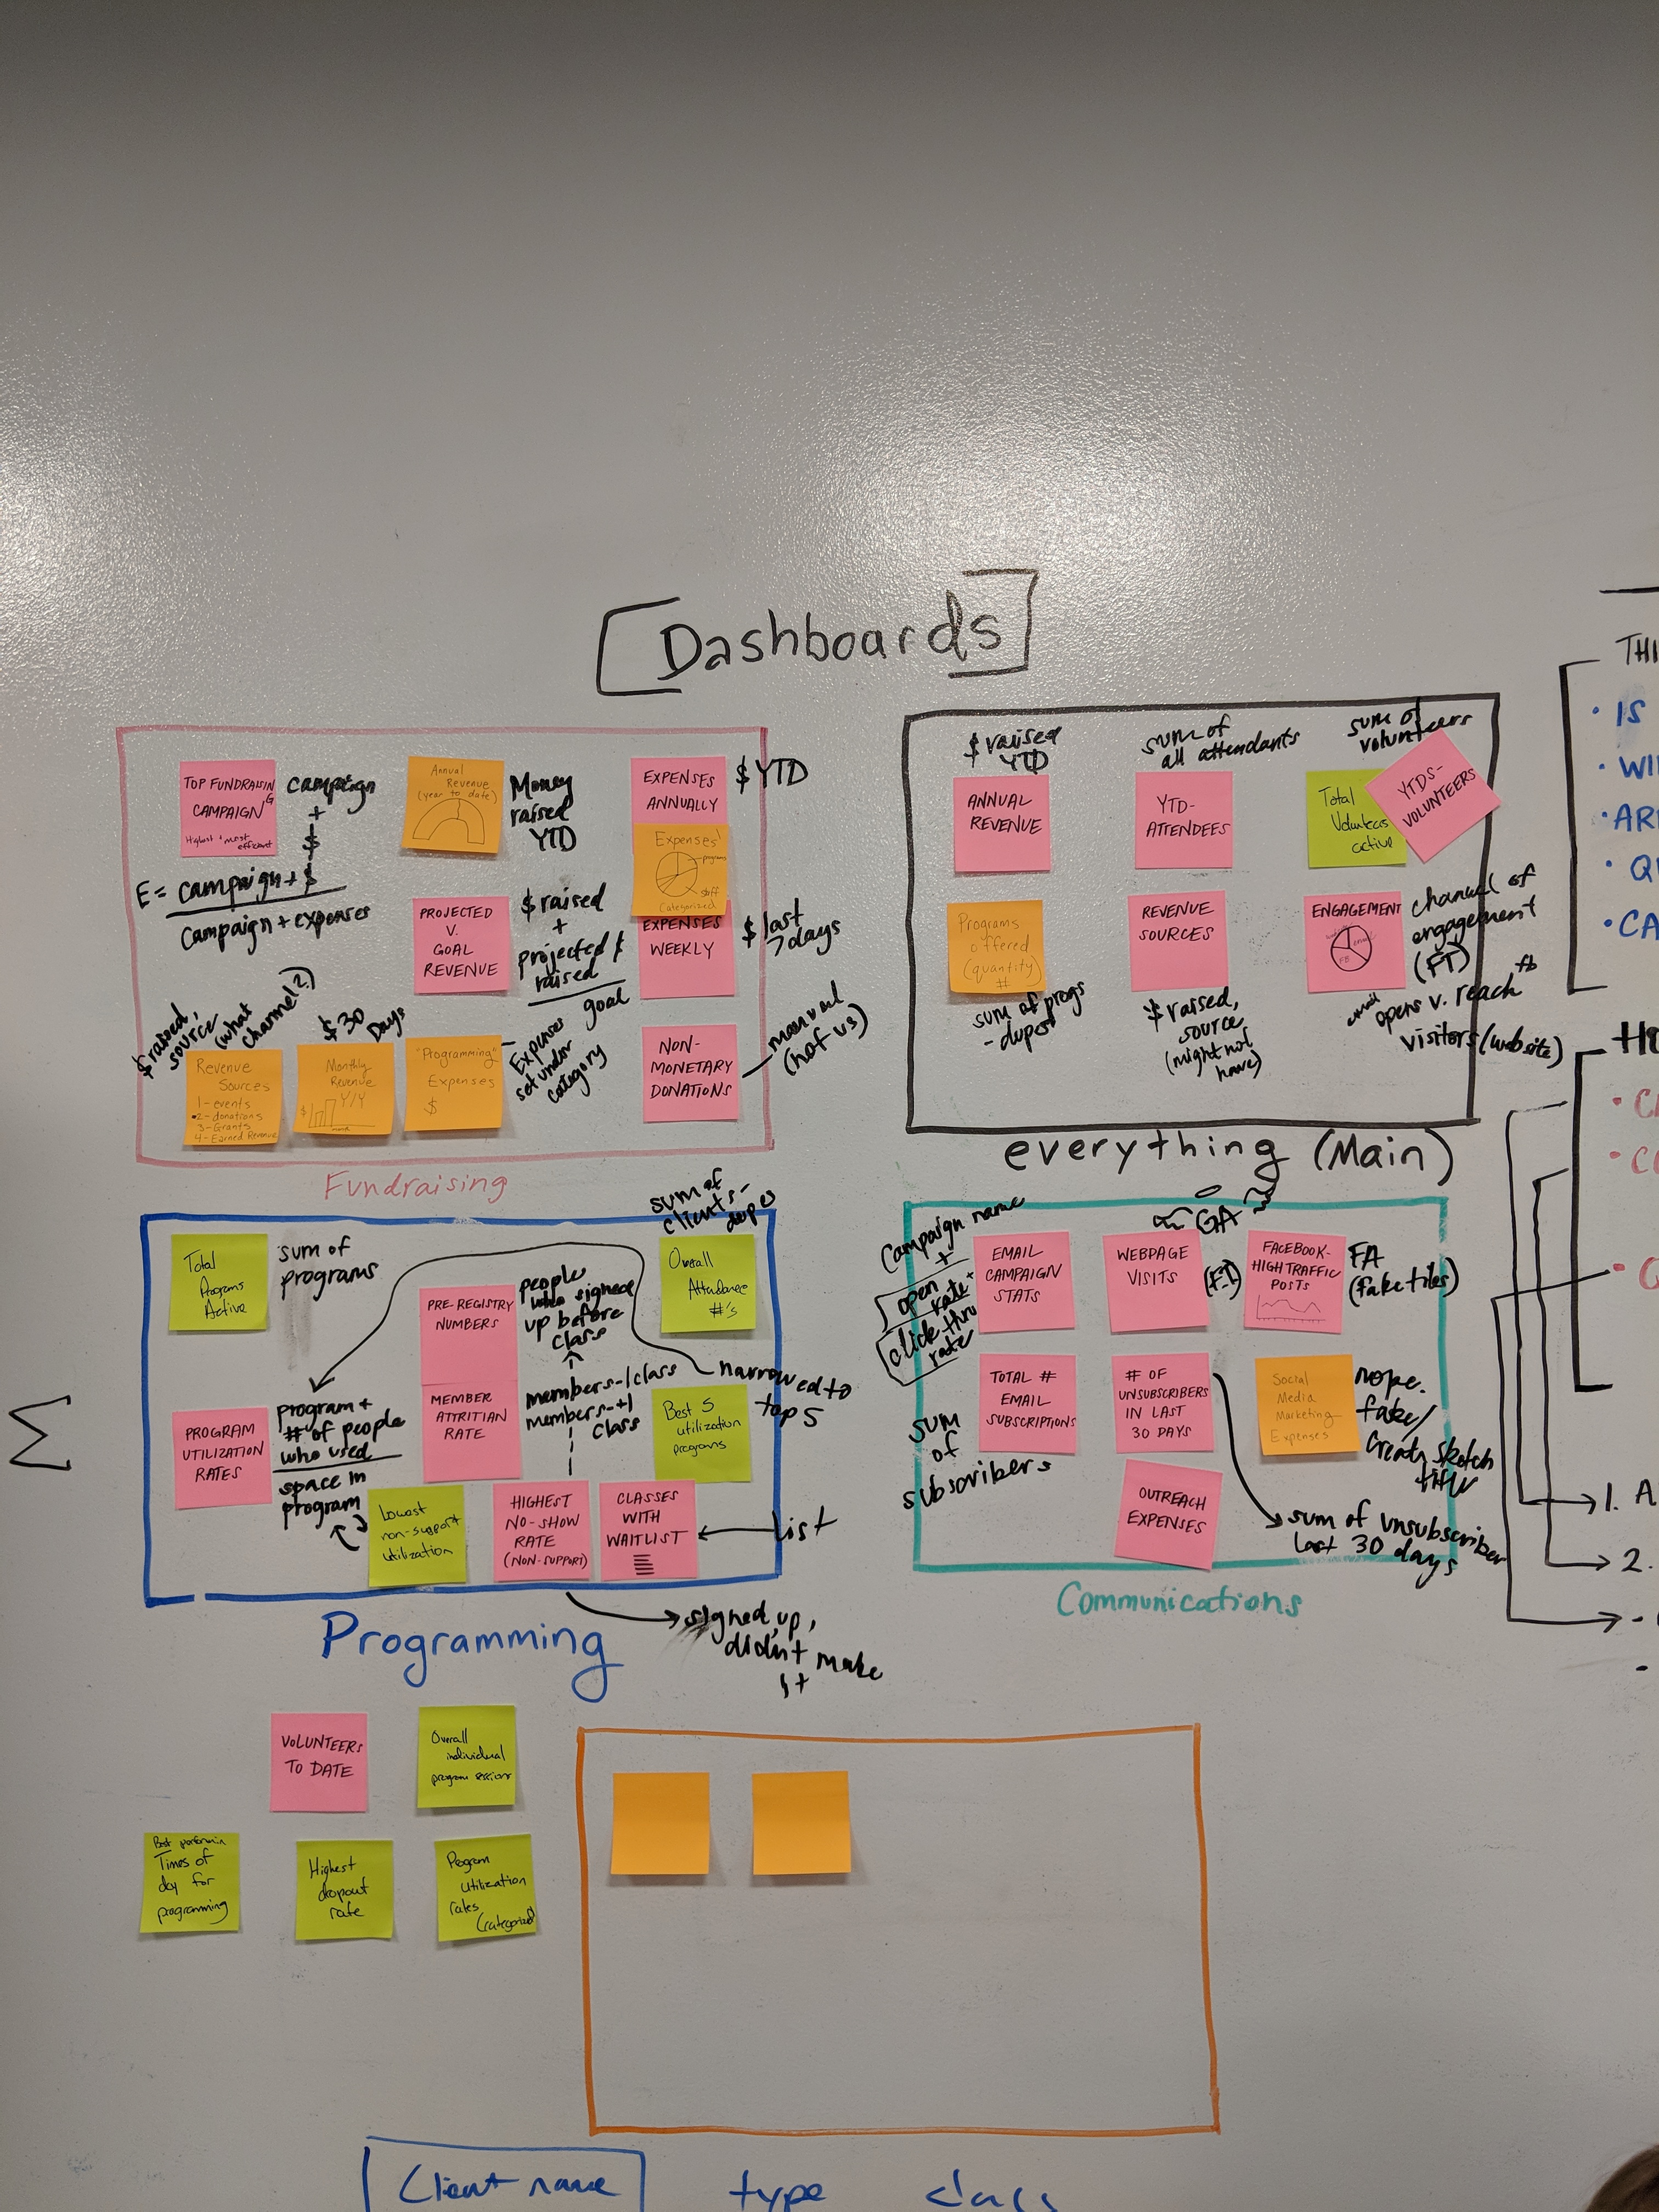 Dashboards
TOP FUNDRAISIN
G
CAMPAIGN
Highest + most
efficient
campaign
+
$
E = campaign + $
campaign + expenses
Annual
Revenue
(year to date)
Money
raised
YTD
EXPENSES
ANNUALLY
$ YTD
Expenses
programs
staff
Categorized
EXPENSES
WEEKLY
$ last
7 days
PROJECTED
V.
GOAL
REVENUE
$ raised
+
projected $
raised
goal
$ raised,
source
(what
channel?)
Revenue
Sources
1 - events
2 - donations
3 - Grants
4 - Earned Revenue
$ 30
Days
Monthly
Revenue
Y/Y
$
month
"Programming"
Expenses
$
Expenses
set under
category
NON-
MONETARY
DONATIONS
manual
(not us)
Fundraising
$ raised
YTD
ANNUAL
REVENUE
sum of
all attendants
YTD-
ATTENDEES
sum of
volunteers
Total
Volunteers
active
YTDS-
VOLUNTEERS
Programs
offered
(quantity)
#
sum of progs
- dupes
REVENUE
SOURCES
$ raised,
source
(might not
have)
ENGAGEMENT
email
FB
channel of
engagement
(FT)
email opens v. reach fb
visitors (website)
everything (Main)
Total
Programs
Active
sum of
programs
PRE-REGISTRY
NUMBERS
people
who signed
up before
class
sum of
clients -
dupes
Overall
Attendance
#'s
PROGRAM
UTILIZATION
RATES
program +
# of people
who used
space in
program
MEMBER
ATTRITIAN
RATE
members - 1 class
members - +1
class
narrowed to
top 5
Best 5
utilization
programs
Lowest
non-support
utilization
HIGHEST
NO-SHOW
RATE
(NON-SUPPORT)
CLASSES
WITH
WAITLIST
list
signed up,
didn't make
it
Programming
Campaign name
+
open
rate +
click-thru
rate
EMAIL
CAMPAIGN
STATS
GA
WEBPAGE
VISITS
(FT)
FACEBOOK-
HIGH TRAFFIC
POSTS
FA
(fake tiles)
TOTAL #
EMAIL
SUBSCRIPTIONS
sum
of
subscribers
# OF
UNSUBSCRIBERS
IN LAST
30 DAYS
Social
Media
Marketing
Expenses
nope.
fake/
OUTREACH
EXPENSES
sum of unsubscriber
last 30 days
Communications
VOLUNTEERS
TO DATE
Overall
individual
program sessions
Best performin
Times of
day for
programming
Highest
dropout
rate
Program
Utilization
rates
(categorized)
Client name
type
class
THI
• IS
• WI
• ARE
• QU
• CA
HO
• CA
• CO
• Q
1. A
2.
Σ